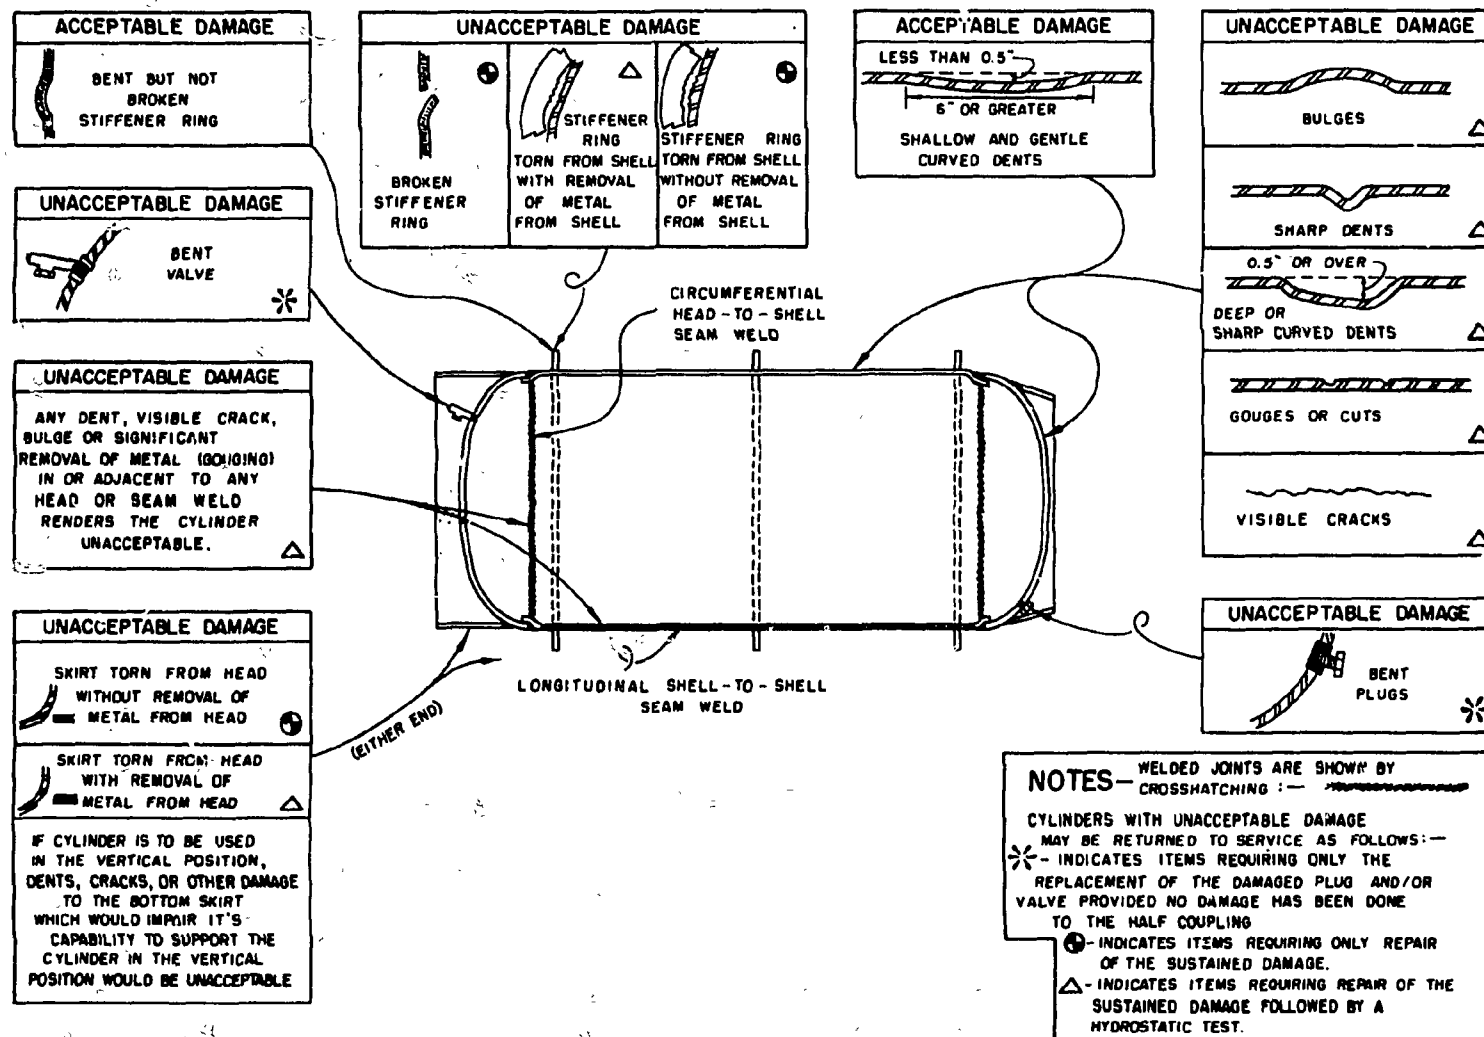 ACCEPTABLE DAMAGE
BENT BUT NOT
BROKEN
STIFFENER RING
UNACCEPTABLE DAMAGE
BROKEN
STIFFENER
RING
STIFFENER
RING
TORN FROM SHELL
WITH REMOVAL
OF METAL
FROM SHELL
STIFFENER RING
TORN FROM SHELL
WITHOUT REMOVAL
OF METAL
FROM SHELL
ACCEPTABLE DAMAGE
LESS THAN 0.5"
6" OR GREATER
SHALLOW AND GENTLE
CURVED DENTS
UNACCEPTABLE DAMAGE
BULGES
SHARP DENTS
0.5" OR OVER
DEEP OR
SHARP CURVED DENTS
GOUGES OR CUTS
VISIBLE CRACKS
UNACCEPTABLE DAMAGE
BENT
VALVE
CIRCUMFERENTIAL
HEAD-TO-SHELL
SEAM WELD
UNACCEPTABLE DAMAGE
ANY DENT, VISIBLE CRACK,
BULGE OR SIGNIFICANT
REMOVAL OF METAL (GOUGING)
IN OR ADJACENT TO ANY
HEAD OR SEAM WELD
RENDERS THE CYLINDER
UNACCEPTABLE.
UNACCEPTABLE DAMAGE
SKIRT TORN FROM HEAD
WITHOUT REMOVAL OF
METAL FROM HEAD
SKIRT TORN FROM HEAD
WITH REMOVAL OF
METAL FROM HEAD
IF CYLINDER IS TO BE USED
IN THE VERTICAL POSITION,
DENTS, CRACKS, OR OTHER DAMAGE
TO THE BOTTOM SKIRT
WHICH WOULD IMPAIR IT'S
CAPABILITY TO SUPPORT THE
CYLINDER IN THE VERTICAL
POSITION WOULD BE UNACCEPTABLE
(EITHER END)
LONGITUDINAL SHELL-TO-SHELL
SEAM WELD
UNACCEPTABLE DAMAGE
BENT
PLUGS
NOTES- WELDED JOINTS ARE SHOWN BY
CROSSHATCHING :-
CYLINDERS WITH UNACCEPTABLE DAMAGE
MAY BE RETURNED TO SERVICE AS FOLLOWS:-
- INDICATES ITEMS REQUIRING ONLY THE
REPLACEMENT OF THE DAMAGED PLUG AND/OR
VALVE PROVIDED NO DAMAGE HAS BEEN DONE
TO THE HALF COUPLING
- INDICATES ITEMS REQUIRING ONLY REPAIR
OF THE SUSTAINED DAMAGE.
- INDICATES ITEMS REQUIRING REPAIR OF THE
SUSTAINED DAMAGE FOLLOWED BY A
HYDROSTATIC TEST.